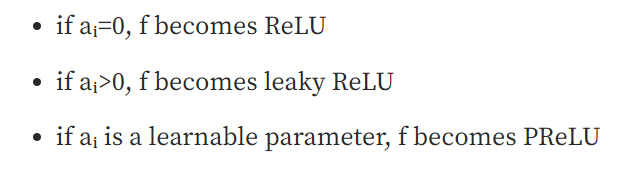 • if aᵢ=0, f becomes ReLU
• if aᵢ>0, f becomes leaky ReLU
• if aᵢ is a learnable parameter, f becomes PReLU